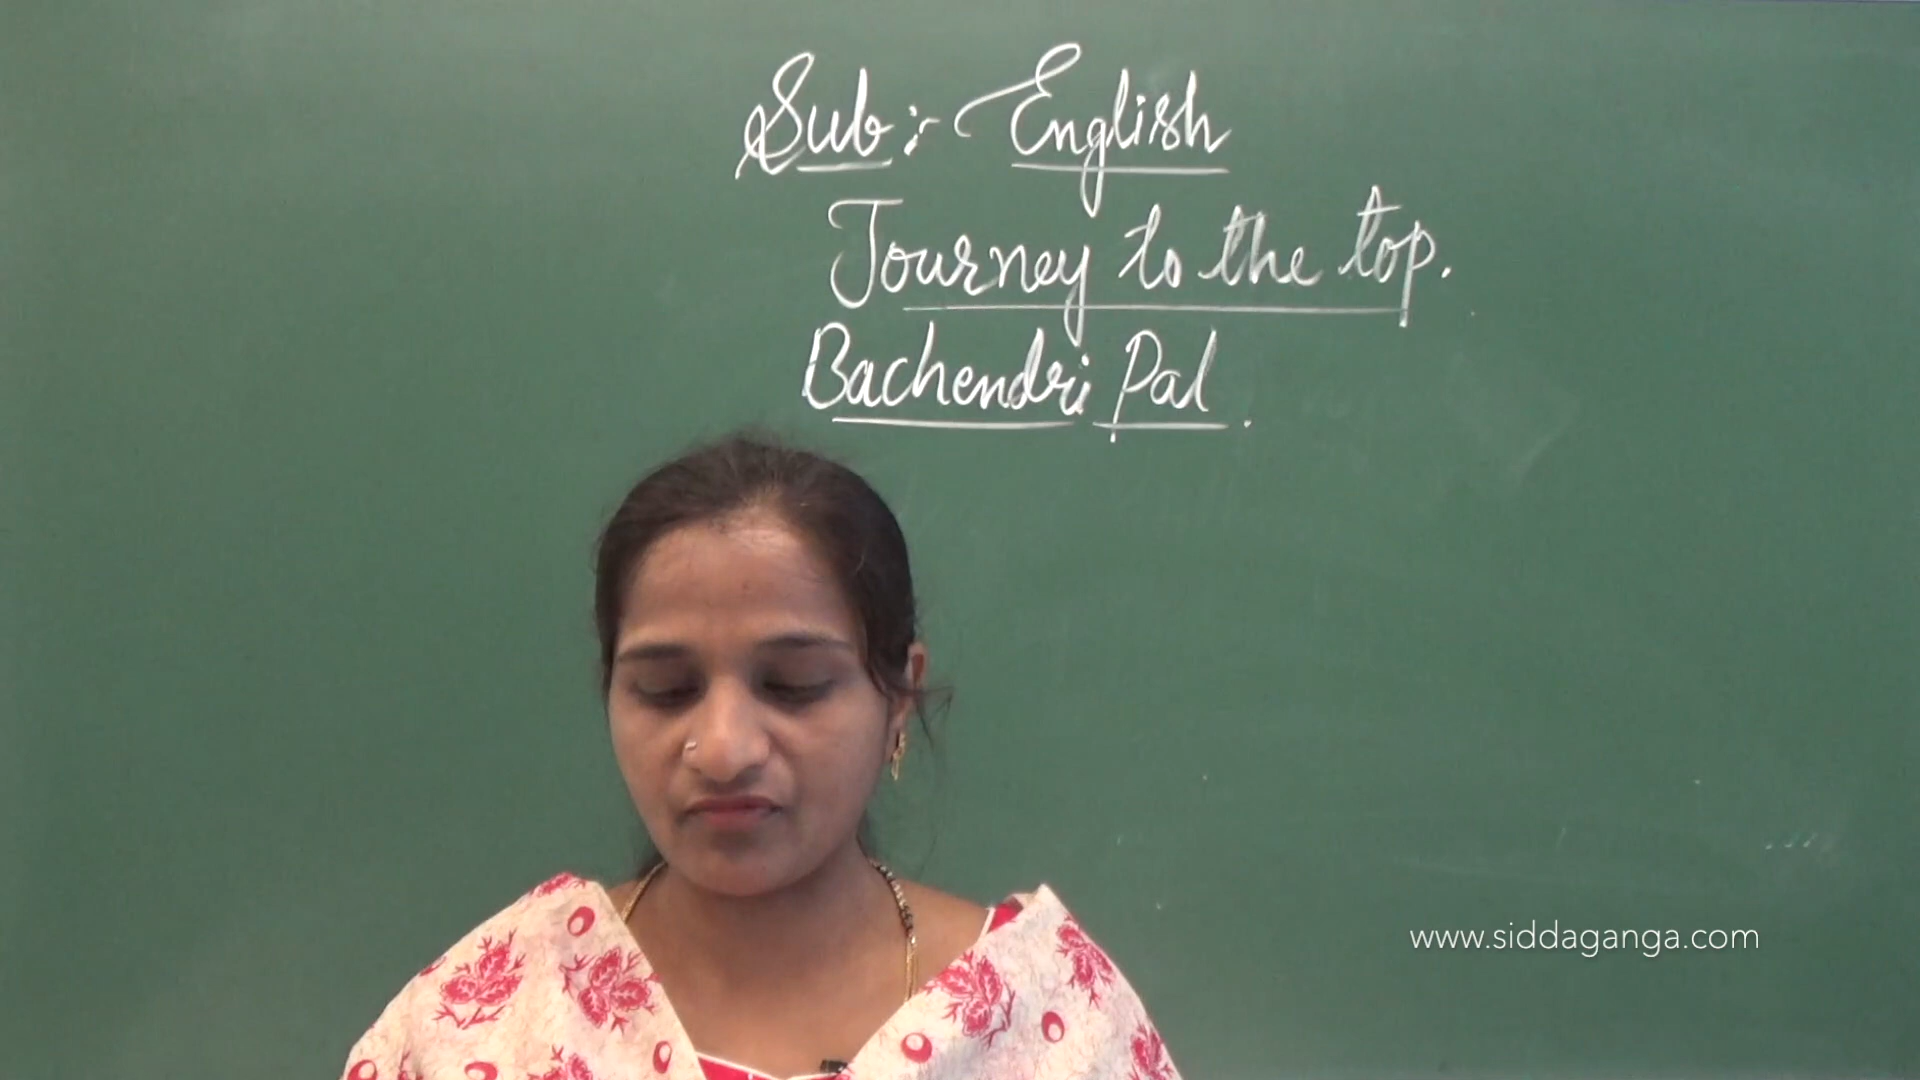 Sub:- English
Journey to the top.
Bachendri Pal.
www.siddaganga.com